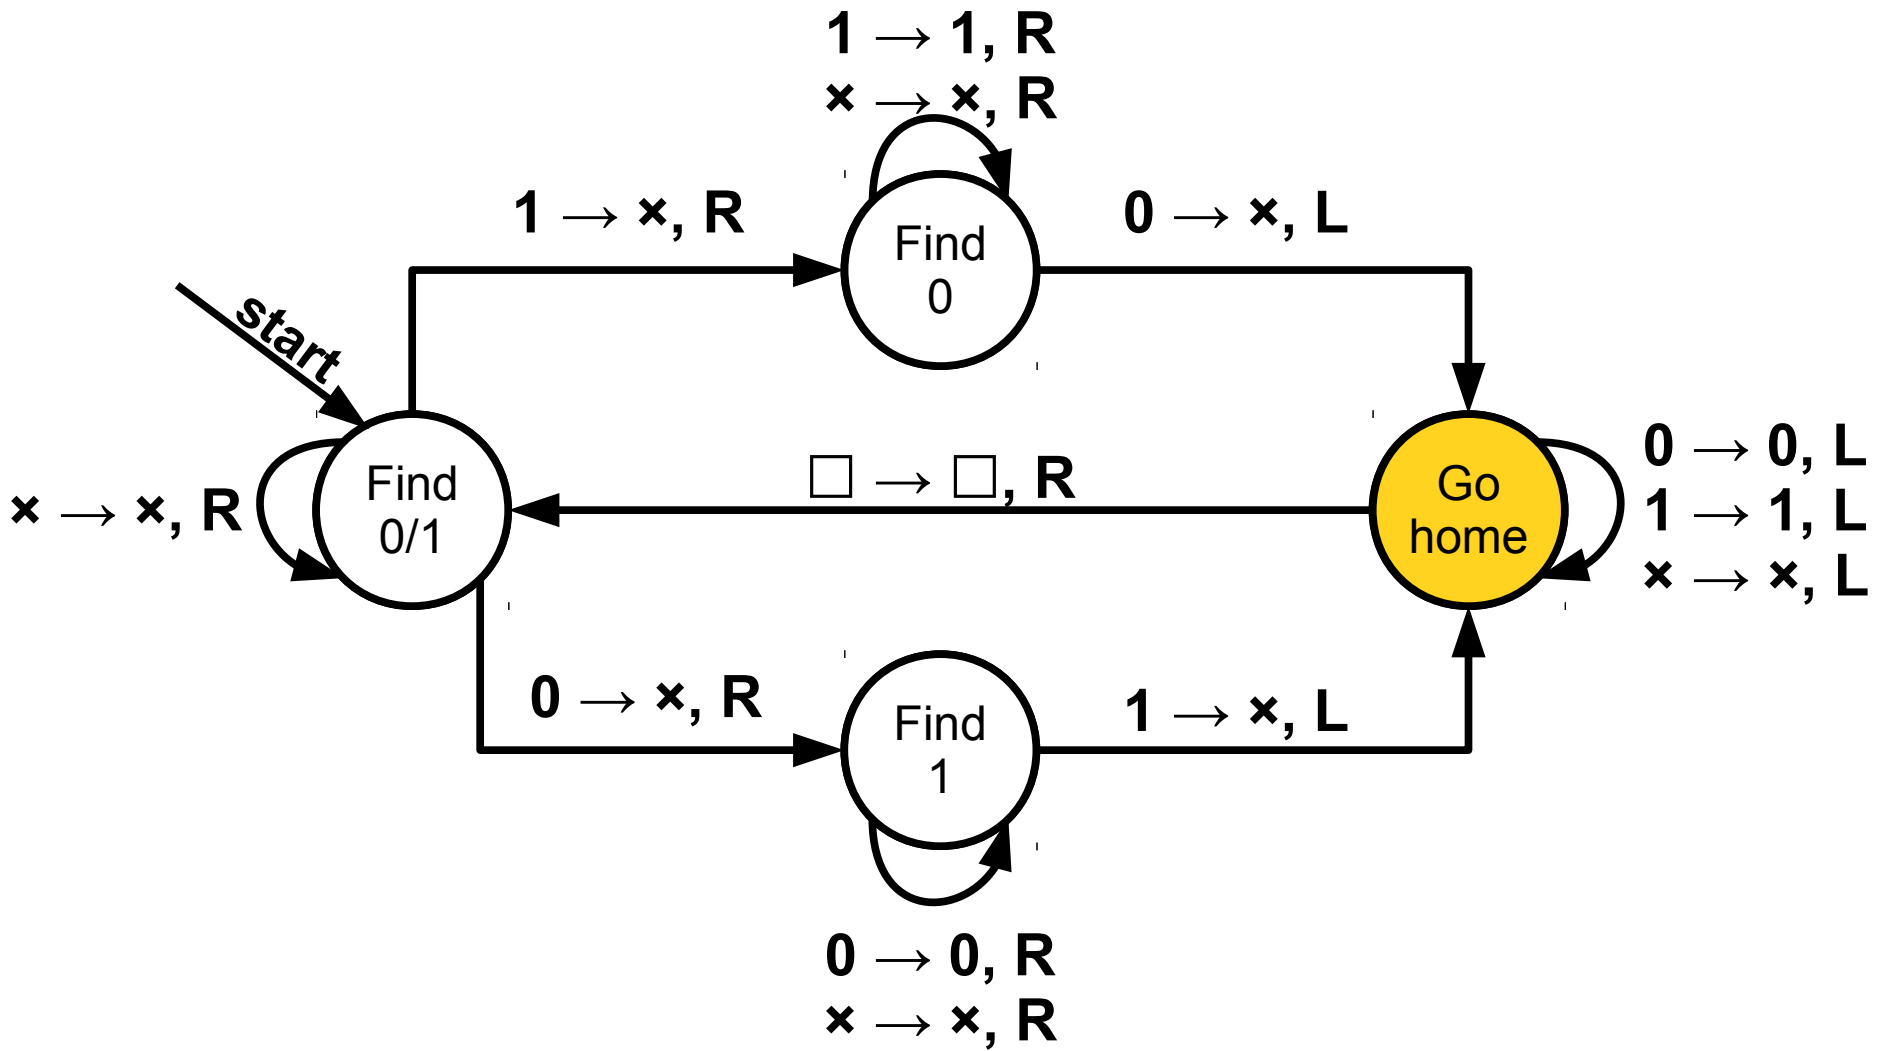 1 → 1, R
× → ×, R
1 → ×, R
Find
0
0 → ×, L
start
× → ×, R
Find
0/1
□ → □, R
Go
home
0 → 0, L
1 → 1, L
× → ×, L
0 → ×, R
Find
1
1 → ×, L
0 → 0, R
× → ×, R